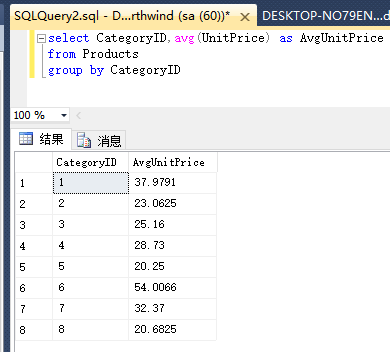 SQLQuery2.sql - D...rthwind (sa (60))* DESKTOP-NO79EN...d
select CategoryID,avg(UnitPrice) as AvgUnitPrice
from Products
group by CategoryID
100 %
结果 消息
CategoryID AvgUnitPrice
1 1 37.9791
2 2 23.0625
3 3 25.16
4 4 28.73
5 5 20.25
6 6 54.0066
7 7 32.37
8 8 20.6825